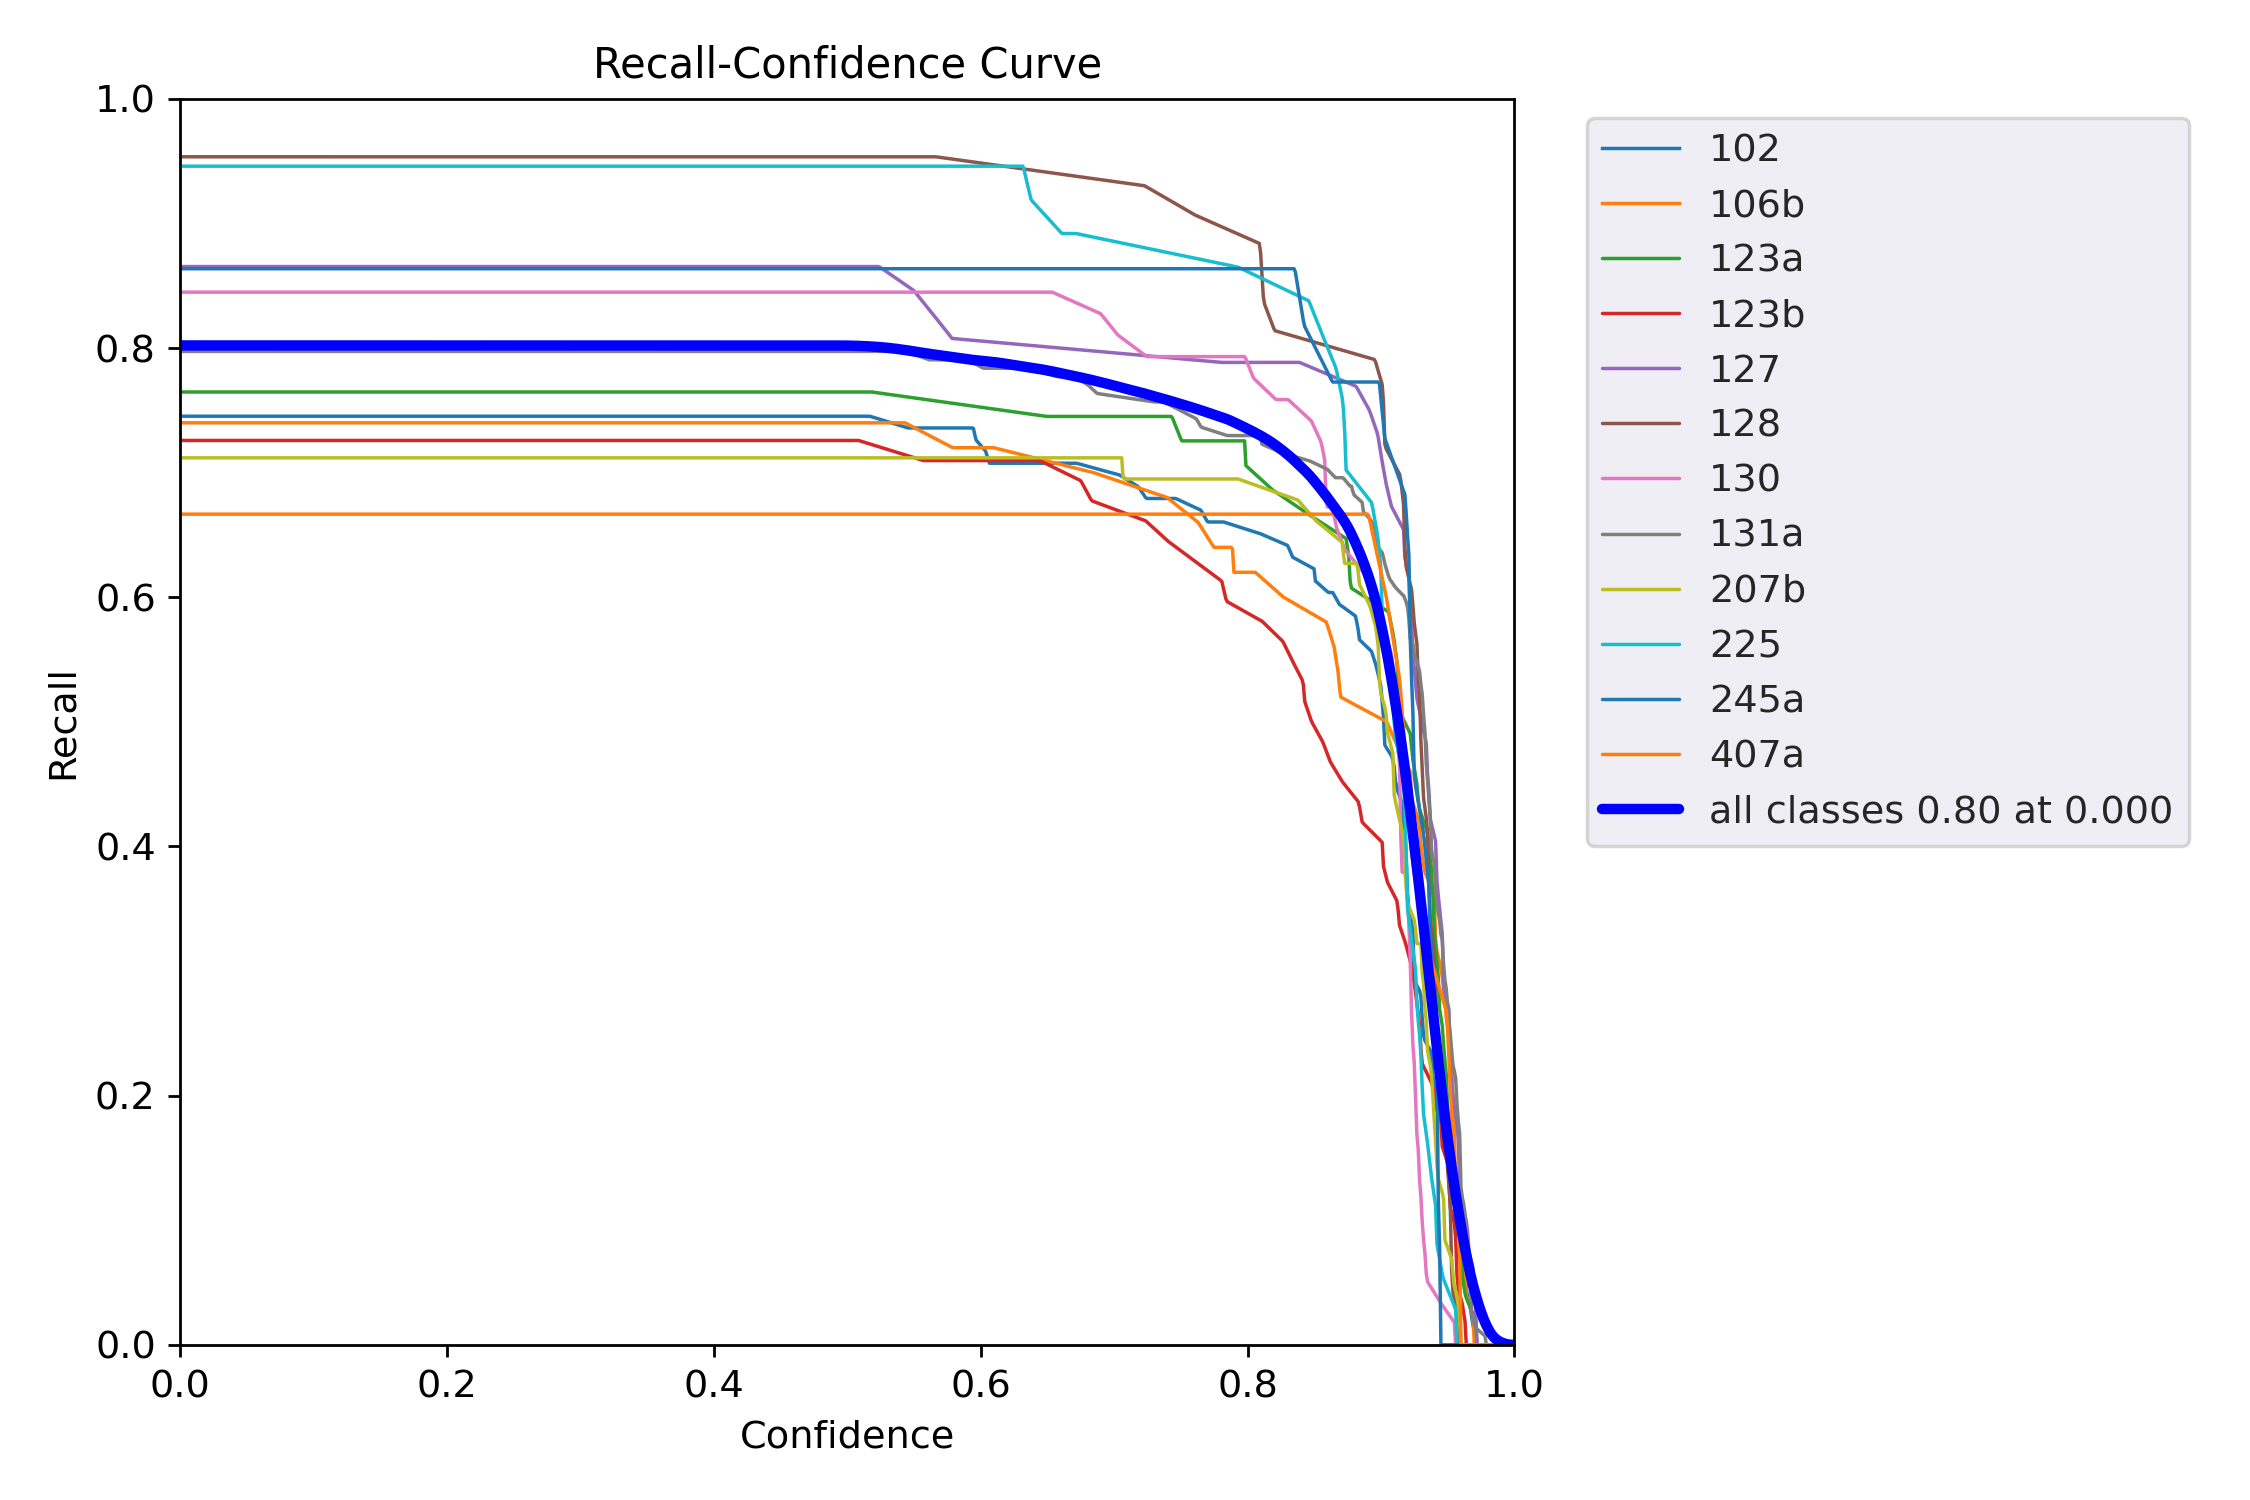 Recall-Confidence Curve
1.0
0.8
0.6
0.4
0.2
0.0
Recall
0.0 0.2 0.4 0.6 0.8 1.0
Confidence
102
106b
123a
123b
127
128
130
131a
207b
225
245a
407a
all classes 0.80 at 0.000